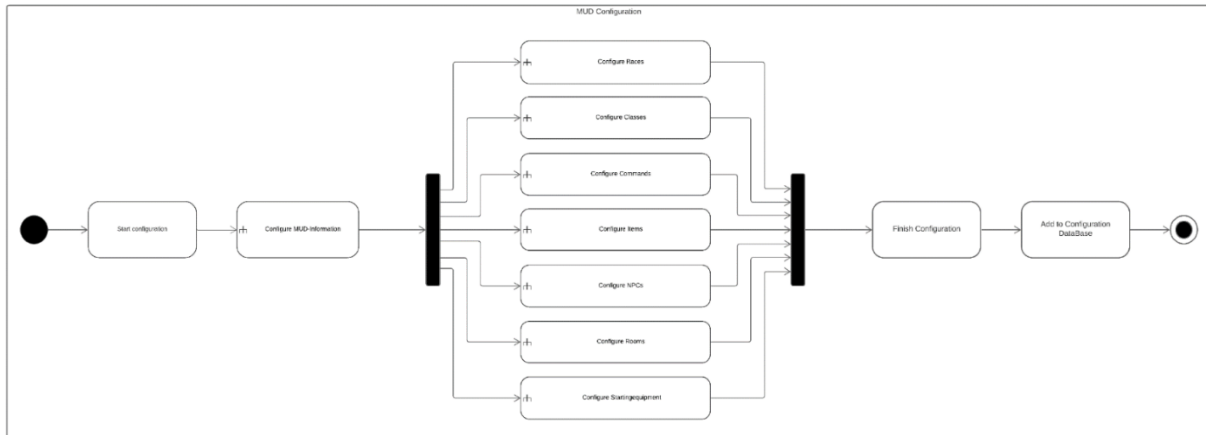 MUD Configuration
Configure Races
Configure Classes
Configure Commands
Start configuration
Configure MUD-Information
Configure Items
Finish Configuration
Add to Configuration
DataBase
Configure NPCs
Configure Rooms
Configure Startingequipment